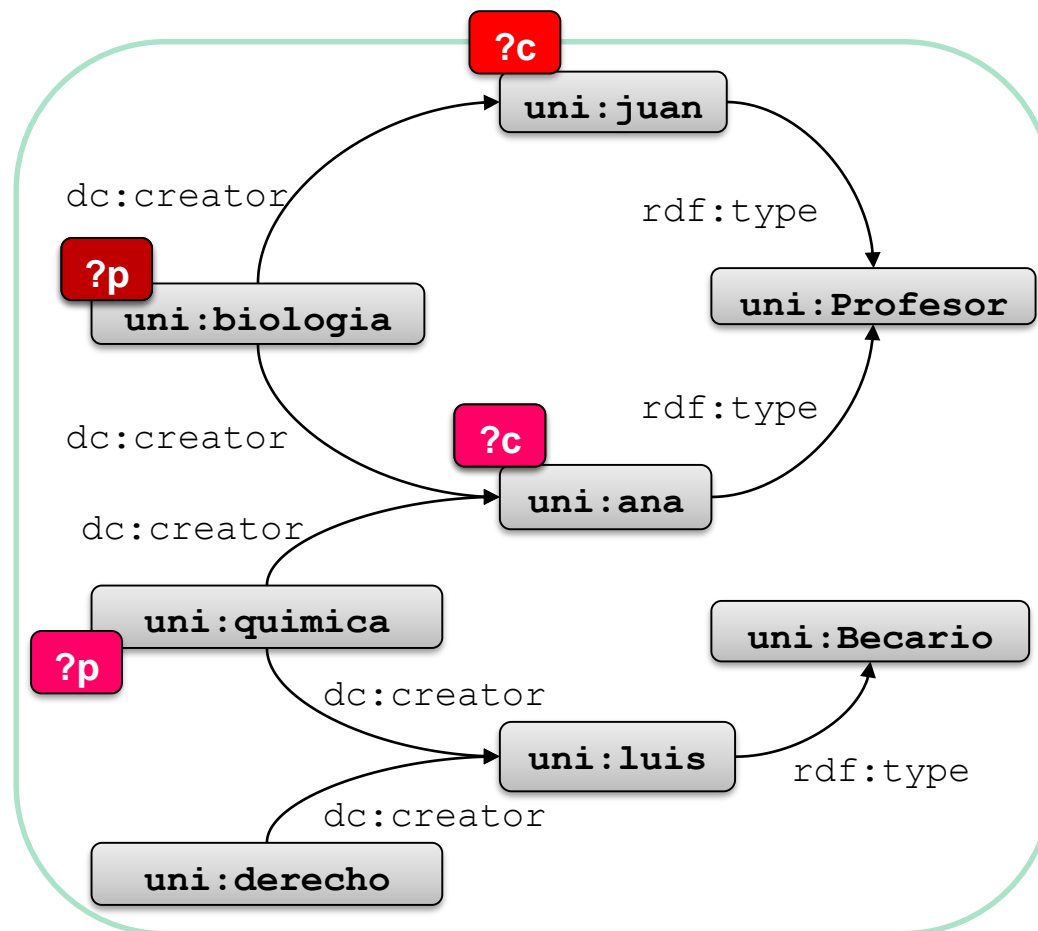 ?c
uni:juan
dc:creator
rdf:type
?p
uni:biologia
uni:Profesor
dc:creator
?c
rdf:type
uni:ana
dc:creator
uni:quimica
?p
uni:Becario
dc:creator
uni:luis
rdf:type
dc:creator
uni:derecho